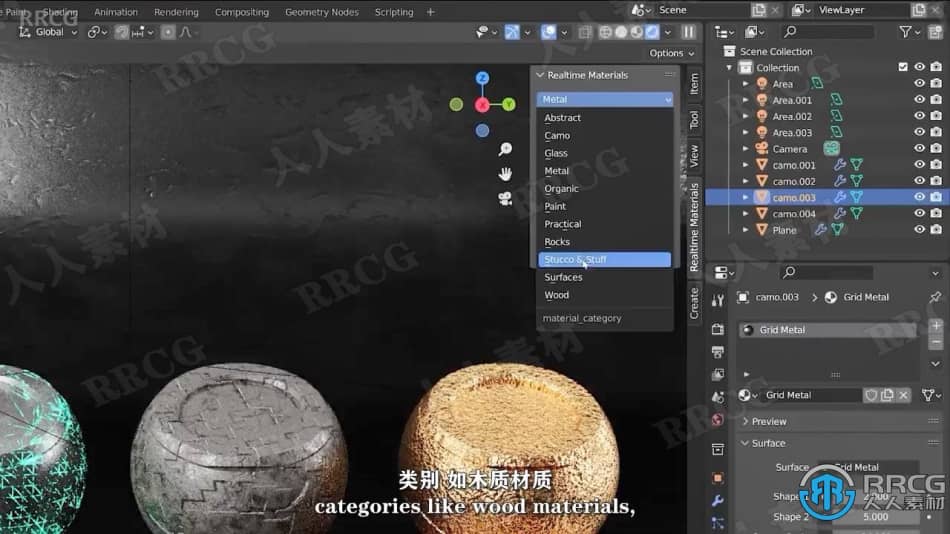 Shading Animation Rendering Compositing Geometry Nodes Scripting +
Scene
ViewLayer
RRCG
Global
Options
Realtime Materials
Metal
Abstract
Camo
Glass
Metal
Organic
Paint
Practical
Rocks
Stucco & Stuff
Surfaces
Wood
material_category
Z
X
Y
Item
Tool
View
Realtime Materials
Create
Scene Collection
Collection
Area
Area.001
Area.002
Area.003
Camera
camo.001
camo.002
camo.003
camo.004
Plane
camo.003 > Grid Metal
Grid Metal
Grid Metal
Preview
Surface
Surface Grid Metal
Shape 1 2.000
Shape 2 5.000
类别 如木质材质
categories like wood materials,
RRCG
人人素材
RRCG
人人素材